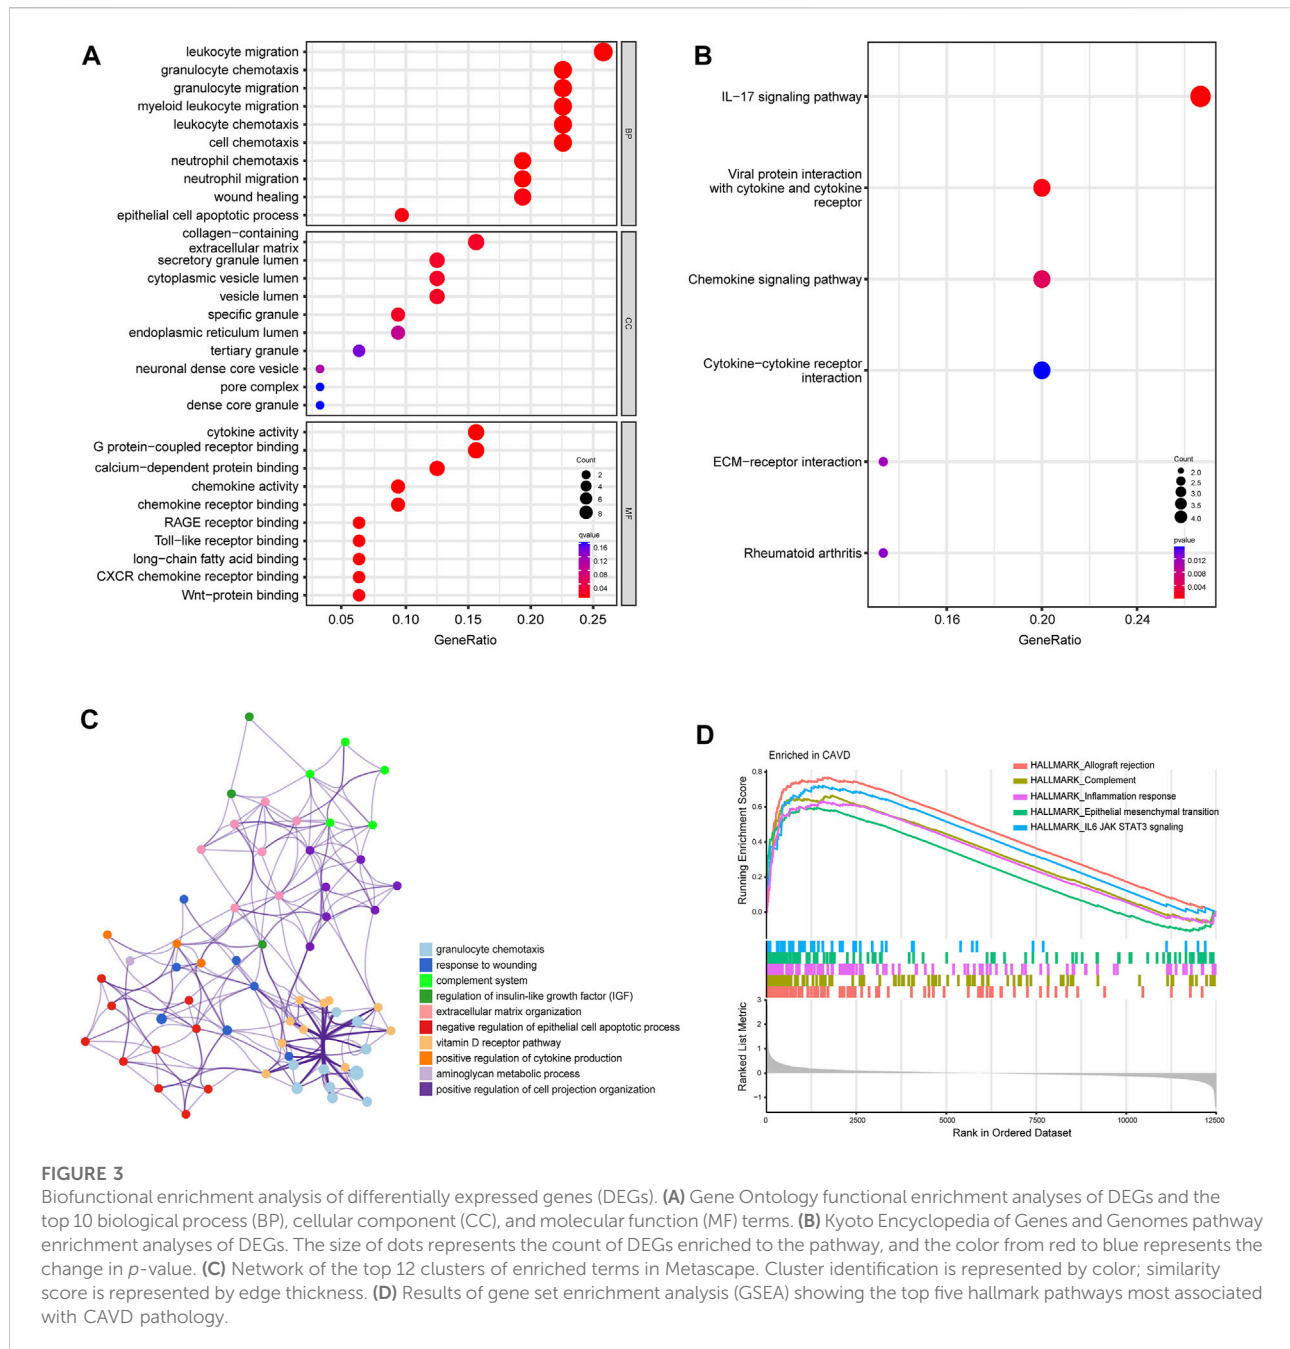 A
leukocyte migration
granulocyte chemotaxis
granulocyte migration
myeloid leukocyte migration
leukocyte chemotaxis
cell chemotaxis
neutrophil chemotaxis
neutrophil migration
wound healing
epithelial cell apoptotic process
BP
collagen-containing
extracellular matrix
secretory granule lumen
cytoplasmic vesicle lumen
vesicle lumen
specific granule
endoplasmic reticulum lumen
tertiary granule
neuronal dense core vesicle
pore complex
dense core granule
CC
cytokine activity
G protein-coupled receptor binding
calcium-dependent protein binding
chemokine activity
chemokine receptor binding
RAGE receptor binding
Toll-like receptor binding
long-chain fatty acid binding
CXCR chemokine receptor binding
Wnt-protein binding
MF
Count
2
4
6
8
qvalue
0.16
0.12
0.08
0.04
0.05 0.10 0.15 0.20 0.25
GeneRatio
B
IL-17 signaling pathway
Viral protein interaction
with cytokine and cytokine
receptor
Chemokine signaling pathway
Cytokine-cytokine receptor
interaction
ECM-receptor interaction
Rheumatoid arthritis
Count
2.0
2.5
3.0
3.5
4.0
pvalue
0.012
0.008
0.004
0.16 0.20 0.24
GeneRatio
C
granulocyte chemotaxis
response to wounding
complement system
regulation of insulin-like growth factor (IGF)
extracellular matrix organization
negative regulation of epithelial cell apoptotic process
vitamin D receptor pathway
positive regulation of cytokine production
aminoglycan metabolic process
positive regulation of cell projection organization
D
Enriched in CAVD
HALLMARK_Allograft rejection
HALLMARK_Complement
HALLMARK_Inflammation response
HALLMARK_Epithelial mesenchymal transition
HALLMARK_IL6 JAK STAT3 sgnaling
Running Enrichment Score
0.8
0.6
0.4
0.2
0.0
Ranked List Metric
3
2
1
0
-1
0 2500 5000 7500 10000 12500
Rank in Ordered Dataset
FIGURE 3
Biofunctional enrichment analysis of differentially expressed genes (DEGs). (A) Gene Ontology functional enrichment analyses of DEGs and the
top 10 biological process (BP), cellular component (CC), and molecular function (MF) terms. (B) Kyoto Encyclopedia of Genes and Genomes pathway
enrichment analyses of DEGs. The size of dots represents the count of DEGs enriched to the pathway, and the color from red to blue represents the
change in p-value. (C) Network of the top 12 clusters of enriched terms in Metascape. Cluster identification is represented by color; similarity
score is represented by edge thickness. (D) Results of gene set enrichment analysis (GSEA) showing the top five hallmark pathways most associated
with CAVD pathology.